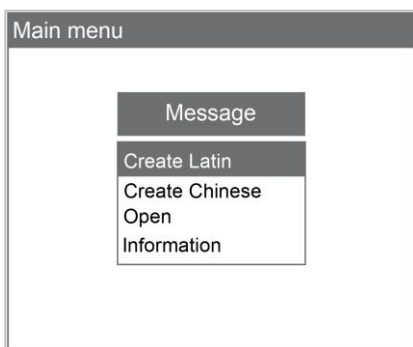 Main menu
Message
Create Latin
Create Chinese
Open
Information